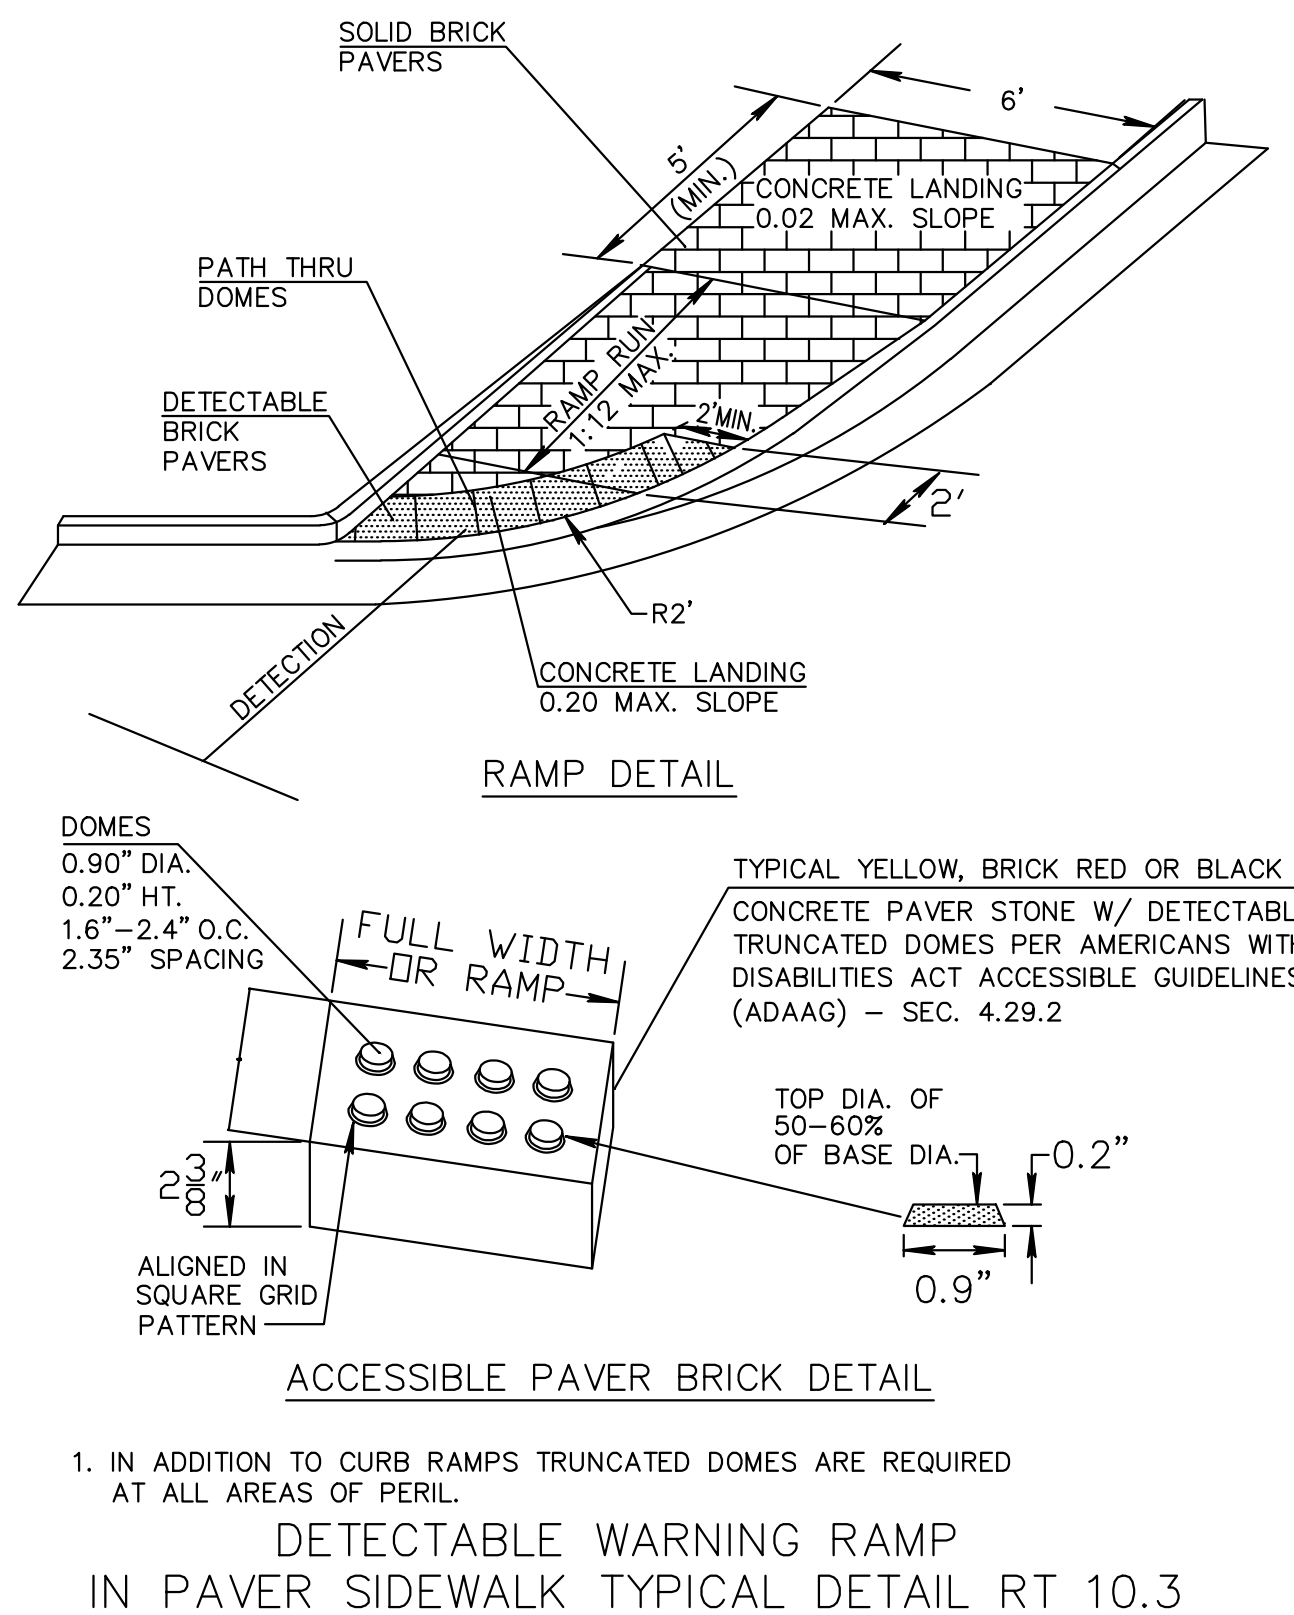 SOLID BRICK
PAVERS
6'
5'
(MIN.)
CONCRETE LANDING
0.02 MAX. SLOPE
PATH THRU
DOMES
RAMP RUN
1:12 MAX.
DETECTABLE
BRICK
PAVERS
2'MIN.
2'
R2'
DETECTION
CONCRETE LANDING
0.20 MAX. SLOPE
RAMP DETAIL
DOMES
0.90" DIA.
0.20" HT.
1.6"-2.4" O.C.
2.35" SPACING
FULL WIDTH
OR RAMP
TYPICAL YELLOW, BRICK RED OR BLACK
CONCRETE PAVER STONE W/ DETECTABL
TRUNCATED DOMES PER AMERICANS WITH
DISABILITIES ACT ACCESSIBLE GUIDELINES
(ADAAG) - SEC. 4.29.2
TOP DIA. OF
50-60%
OF BASE DIA.
0.2"
0.9"
2 3/8"
ALIGNED IN
SQUARE GRID
PATTERN
ACCESSIBLE PAVER BRICK DETAIL
1. IN ADDITION TO CURB RAMPS TRUNCATED DOMES ARE REQUIRED
AT ALL AREAS OF PERIL.
DETECTABLE WARNING RAMP
IN PAVER SIDEWALK TYPICAL DETAIL RT 10.3